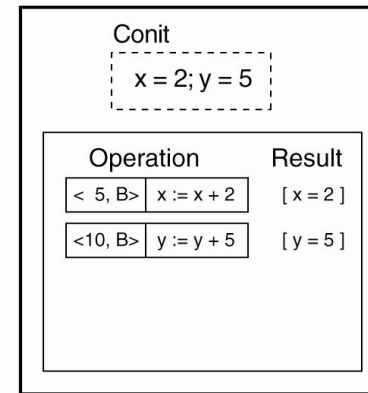 Conit
x = 2; y = 5
Operation Result
< 5, B> x := x + 2 [ x = 2 ]
<10, B> y := y + 5 [ y = 5 ]